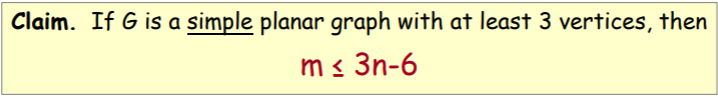 Claim. If G is a simple planar graph with at least 3 vertices, then
m ≤ 3n-6